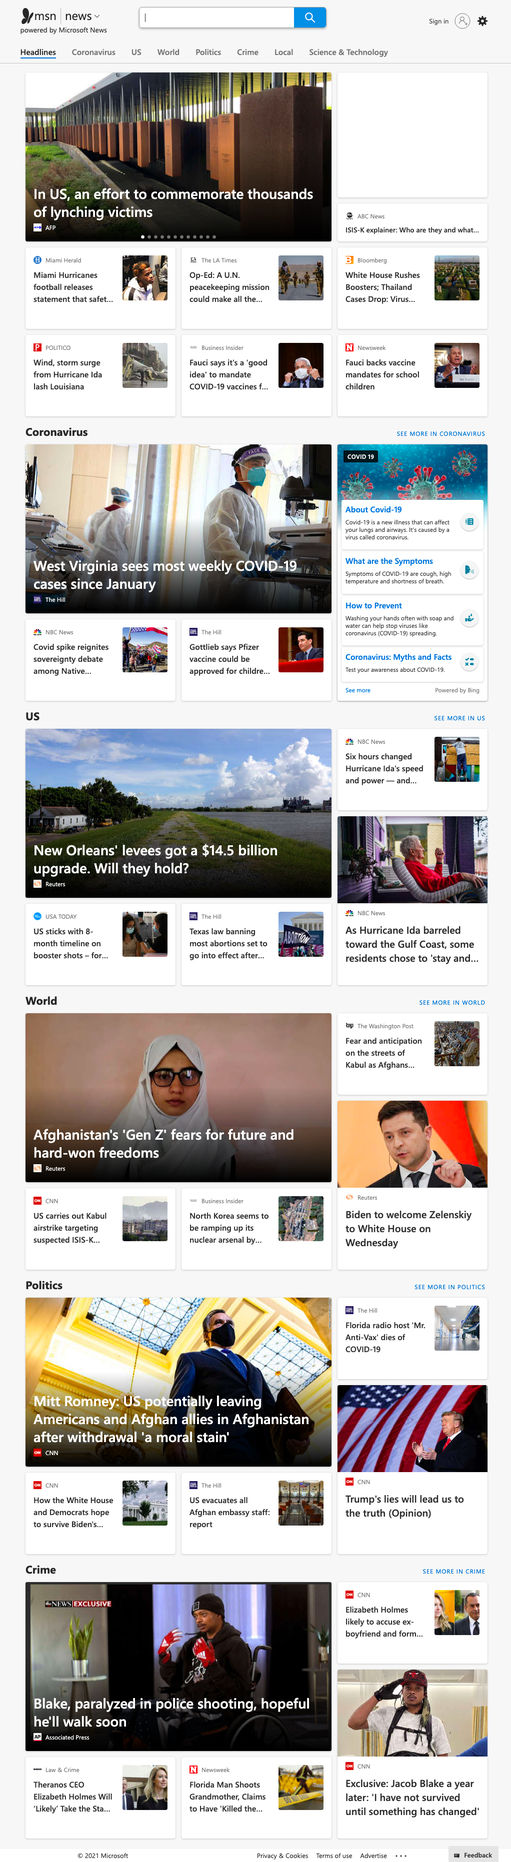 msn | news
powered by Microsoft News
Sign in
Headlines Coronavirus US World Politics Crime Local Science & Technology
In US, an effort to commemorate thousands
of lynching victims
AFP
ABC News
ISIS-K explainer: Who are they and what...
Miami Herald
Miami Hurricanes
football releases
statement that safet...
The LA Times
Op-Ed: A U.N.
peacekeeping mission
could make all the...
Bloomberg
White House Rushes
Boosters; Thailand
Cases Drop: Virus...
POLITICO
Wind, storm surge
from Hurricane Ida
lash Louisiana
Business Insider
Fauci says it's a 'good
idea' to mandate
COVID-19 vaccines f...
Newsweek
Fauci backs vaccine
mandates for school
children
Coronavirus
SEE MORE IN CORONAVIRUS
West Virginia sees most weekly COVID-19
cases since January
The Hill
COVID 19
About Covid-19
Covid-19 is a new illness that can affect
your lungs and airways. It's caused by a
virus called coronavirus.
What are the Symptoms
Symptoms of COVID-19 are cough, high
temperature and shortness of breath.
How to Prevent
Washing your hands often with soap and
water can help stop viruses like
coronavirus (COVID-19) spreading.
Coronavirus: Myths and Facts
Test your awareness about COVID-19.
See more
Powered by Bing
NBC News
Covid spike reignites
sovereignty debate
among Native...
The Hill
Gottlieb says Pfizer
vaccine could be
approved for childre...
US
SEE MORE IN US
New Orleans' levees got a $14.5 billion
upgrade. Will they hold?
Reuters
NBC News
Six hours changed
Hurricane Ida's speed
and power — and...
NBC News
As Hurricane Ida barreled
toward the Gulf Coast, some
residents chose to 'stay and...
USA TODAY
US sticks with 8-
month timeline on
booster shots – for...
The Hill
Texas law banning
most abortions set to
go into effect after...
ABORTION
World
SEE MORE IN WORLD
Afghanistan's 'Gen Z' fears for future and
hard-won freedoms
Reuters
The Washington Post
Fear and anticipation
on the streets of
Kabul as Afghans...
Reuters
Biden to welcome Zelenskiy
to White House on
Wednesday
CNN
US carries out Kabul
airstrike targeting
suspected ISIS-K...
Business Insider
North Korea seems to
be ramping up its
nuclear arsenal by...
Politics
SEE MORE IN POLITICS
Mitt Romney: US potentially leaving
Americans and Afghan allies in Afghanistan
after withdrawal 'a moral stain'
CNN
The Hill
Florida radio host 'Mr.
Anti-Vax' dies of
COVID-19
CNN
Trump's lies will lead us to
the truth (Opinion)
CNN
How the White House
and Democrats hope
to survive Biden's...
The Hill
US evacuates all
Afghan embassy staff:
report
Crime
SEE MORE IN CRIME
NEWS EXCLUSIVE
Blake, paralyzed in police shooting, hopeful
he'll walk soon
Associated Press
CNN
Elizabeth Holmes
likely to accuse ex-
boyfriend and form...
CNN
Exclusive: Jacob Blake a year
later: 'I have not survived
until something has changed'
Law & Crime
Theranos CEO
Elizabeth Holmes Will
'Likely' Take the Sta...
Newsweek
Florida Man Shoots
Grandmother, Claims
to Have 'Killed the...
© 2021 Microsoft
Privacy & Cookies Terms of use Advertise
Feedback